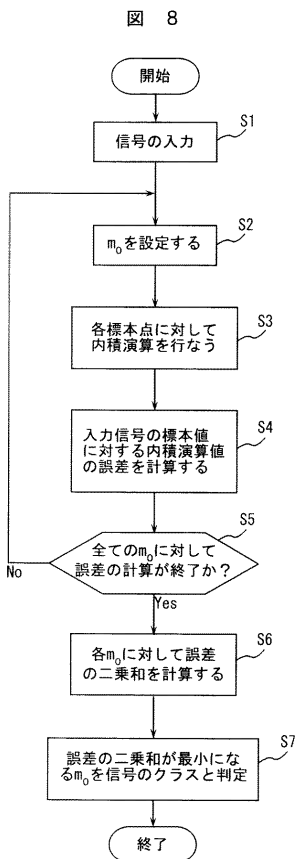 図 8
開始
S1
信号の入力
S2
m₀を設定する
S3
各標本点に対して
内積演算を行なう
S4
入力信号の標本値
に対する内積演算値
の誤差を計算する
S5
全てのm₀に対して
誤差の計算が終了か?
No
Yes
S6
各m₀に対して誤差
の二乗和を計算する
S7
誤差の二乗和が最小にな
るm₀を信号のクラスと判定
終了